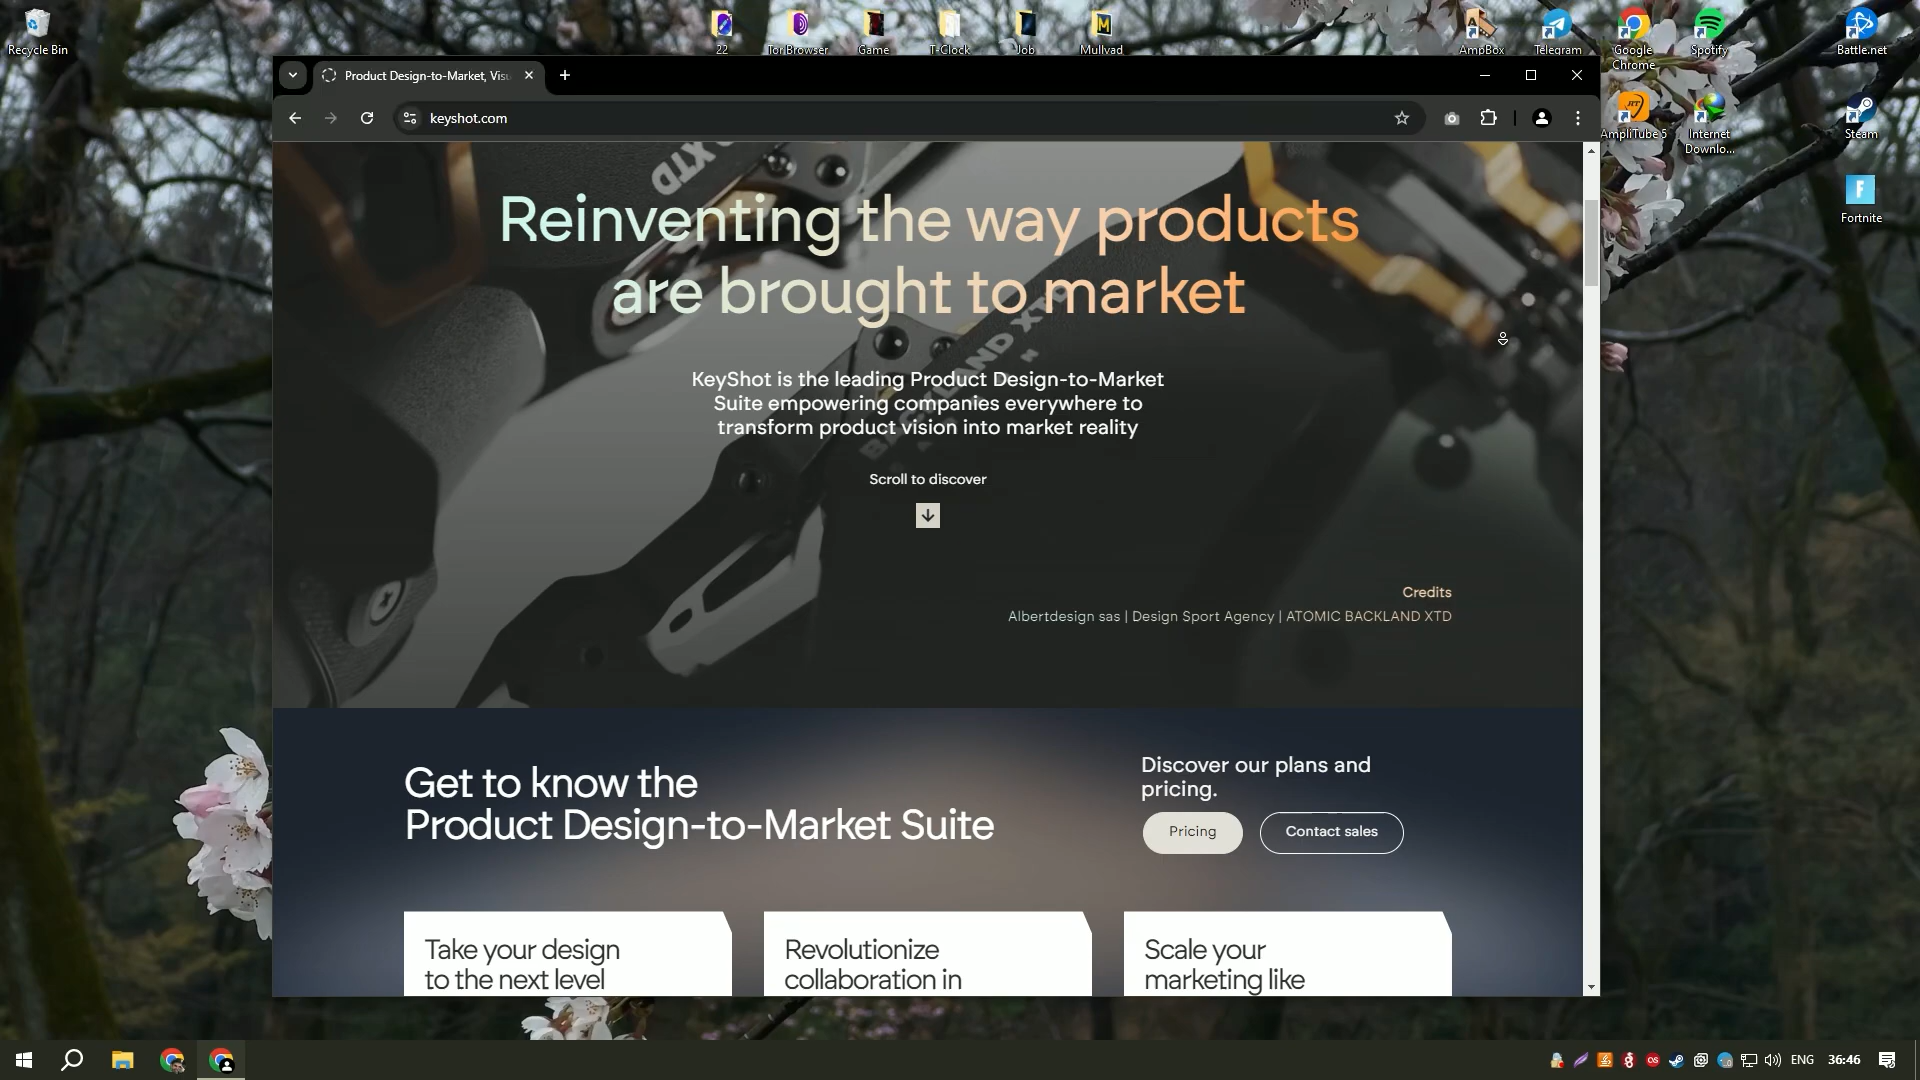 Recycle Bin
22
Tor Browser
Game
T-Clock
Job
Mullvad
AmpBox
Telegram
Google Chrome
Spotify
Battle.net
AmpliTube 5
Internet Downlo...
Steam
Fortnite
Product Design-to-Market, Visu
keyshot.com
XTD
Reinventing the way products
are brought to market
BACKLAND XTD
KeyShot is the leading Product Design-to-Market
Suite empowering companies everywhere to
transform product vision into market reality
Scroll to discover
Credits
Albertdesign sas | Design Sport Agency | ATOMIC BACKLAND XTD
Get to know the
Product Design-to-Market Suite
Discover our plans and
pricing.
Pricing
Contact sales
Take your design
to the next level
Revolutionize
collaboration in
Scale your
marketing like
ENG
36:46